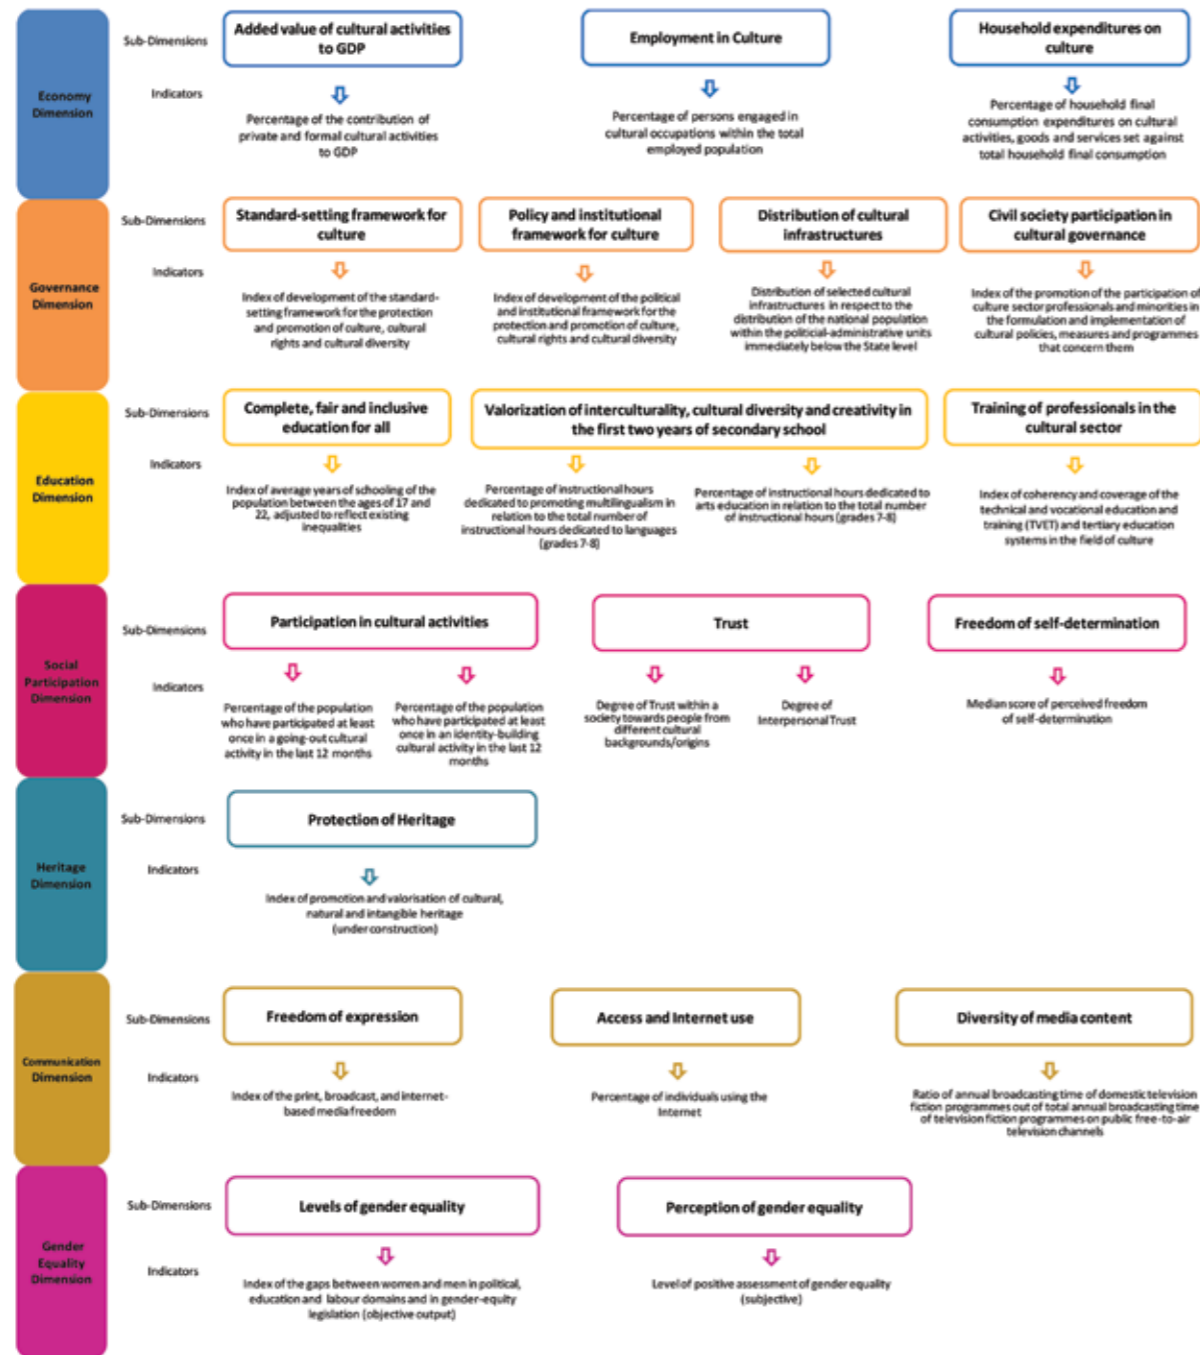 Economy
Dimension
Sub-Dimensions
Added value of cultural activities
to GDP
Employment in Culture
Household expenditures on
culture
Indicators
Percentage of the contribution of
private and formal cultural activities
to GDP
Percentage of persons engaged in
cultural occupations within the total
employed population
Percentage of household final
consumption expenditures on cultural
activities, goods and services set against
total household final consumption
Governance
Dimension
Sub-Dimensions
Standard-setting framework for
culture
Policy and institutional
framework for culture
Distribution of cultural
infrastructures
Civil society participation in
cultural governance
Indicators
Index of development of the standard-
setting framework for the protection
and promotion of culture, cultural
rights and cultural diversity
Index of development of the political
and institutional framework for the
protection and promotion of culture,
cultural rights and cultural diversity
Distribution of selected cultural
infrastructures in respect to the
distribution of the national population
within the politicial-administrative units
immediately below the State level
Index of the promotion of the participation of
culture sector professionals and minorities in
the formulation and implementation of
cultural policies, measures and programmes
that concern them
Education
Dimension
Sub-Dimensions
Complete, fair and inclusive
education for all
Valorization of interculturality, cultural diversity and creativity in
the first two years of secondary school
Training of professionals in the
cultural sector
Indicators
Index of average years of schooling of the
population between the ages of 17 and
22, adjusted to reflect existing
inequalities
Percentage of instructional hours
dedicated to promoting multilingualism in
relation to the total number of
instructional hours dedicated to languages
(grades 7-8)
Percentage of instructional hours dedicated to
arts education in relation to the total number
of instructional hours (grades 7-8)
Index of coherency and coverage of the
technical and vocational education and
training (TVET) and tertiary education
systems in the field of culture
Social
Participation
Dimension
Sub-Dimensions
Participation in cultural activities
Trust
Freedom of self-determination
Indicators
Percentage of the population
who have participated at least
once in a going-out cultural
activity in the last 12 months
Percentage of the population
who have participated at least
once in an identity-building
cultural activity in the last 12
months
Degree of Trust within a
society towards people from
different cultural
backgrounds/origins
Degree of
Interpersonal Trust
Median score of perceived freedom
of self-determination
Heritage
Dimension
Sub-Dimensions
Protection of Heritage
Indicators
Index of promotion and valorisation of cultural,
natural and intangible heritage
(under construction)
Communication
Dimension
Sub-Dimensions
Freedom of expression
Access and Internet use
Diversity of media content
Indicators
Index of the print, broadcast, and internet-
based media freedom
Percentage of individuals using the
Internet
Ratio of annual broadcasting time of domestic television
fiction programmes out of total annual broadcasting time
of television fiction programmes on public free-to-air
television channels
Gender
Equality
Dimension
Sub-Dimensions
Levels of gender equality
Perception of gender equality
Indicators
Index of the gaps between women and men in political,
education and labour domains and in gender-equity
legislation (objective output)
Level of positive assessment of gender equality
(subjective)